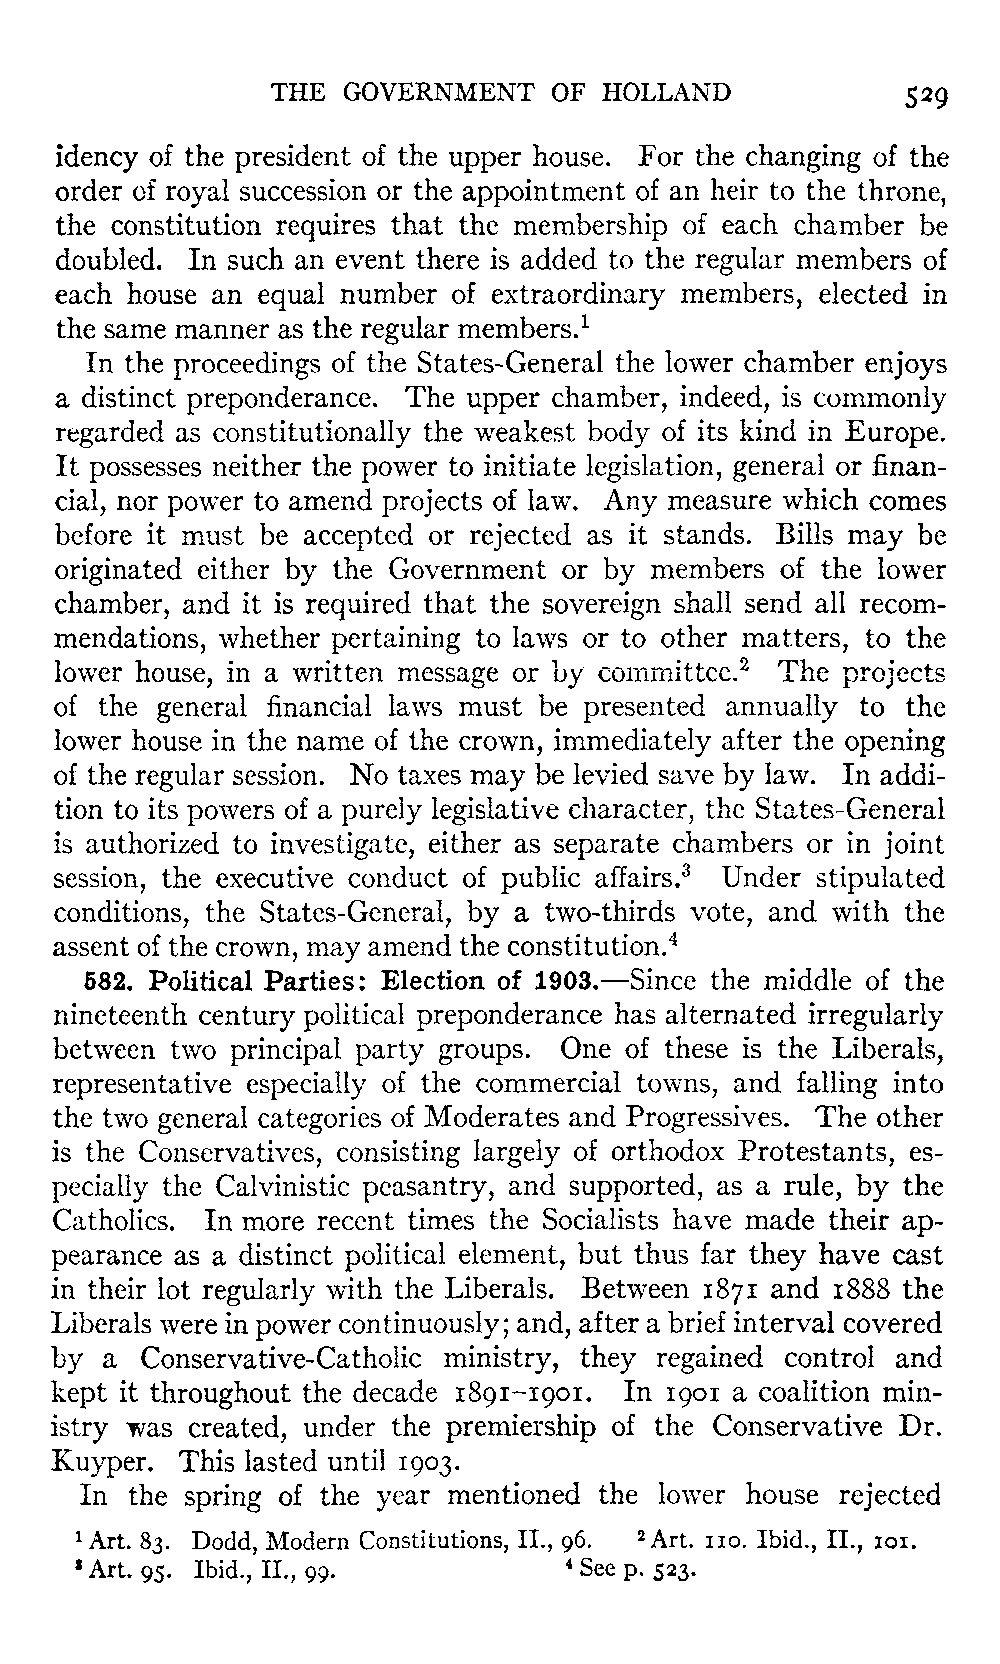 THE GOVERNMENT OF HOLLAND 529
idency of the president of the upper house. For the changing of the
order of royal succession or the appointment of an heir to the throne,
the constitution requires that the membership of each chamber be
doubled. In such an event there is added to the regular members of
each house an equal number of extraordinary members, elected in
the same manner as the regular members.¹
In the proceedings of the States-General the lower chamber enjoys
a distinct preponderance. The upper chamber, indeed, is commonly
regarded as constitutionally the weakest body of its kind in Europe.
It possesses neither the power to initiate legislation, general or finan-
cial, nor power to amend projects of law. Any measure which comes
before it must be accepted or rejected as it stands. Bills may be
originated either by the Government or by members of the lower
chamber, and it is required that the sovereign shall send all recom-
mendations, whether pertaining to laws or to other matters, to the
lower house, in a written message or by committee.² The projects
of the general financial laws must be presented annually to the
lower house in the name of the crown, immediately after the opening
of the regular session. No taxes may be levied save by law. In addi-
tion to its powers of a purely legislative character, the States-General
is authorized to investigate, either as separate chambers or in joint
session, the executive conduct of public affairs.³ Under stipulated
conditions, the States-General, by a two-thirds vote, and with the
assent of the crown, may amend the constitution.⁴
582. Political Parties: Election of 1903.—Since the middle of the
nineteenth century political preponderance has alternated irregularly
between two principal party groups. One of these is the Liberals,
representative especially of the commercial towns, and falling into
the two general categories of Moderates and Progressives. The other
is the Conservatives, consisting largely of orthodox Protestants, es-
pecially the Calvinistic peasantry, and supported, as a rule, by the
Catholics. In more recent times the Socialists have made their ap-
pearance as a distinct political element, but thus far they have cast
in their lot regularly with the Liberals. Between 1871 and 1888 the
Liberals were in power continuously; and, after a brief interval covered
by a Conservative-Catholic ministry, they regained control and
kept it throughout the decade 1891–1901. In 1901 a coalition min-
istry was created, under the premiership of the Conservative Dr.
Kuyper. This lasted until 1903.
In the spring of the year mentioned the lower house rejected
¹ Art. 83. Dodd, Modern Constitutions, II., 96. ² Art. 110. Ibid., II., 101.
³ Art. 95. Ibid., II., 99. ⁴ See p. 523.